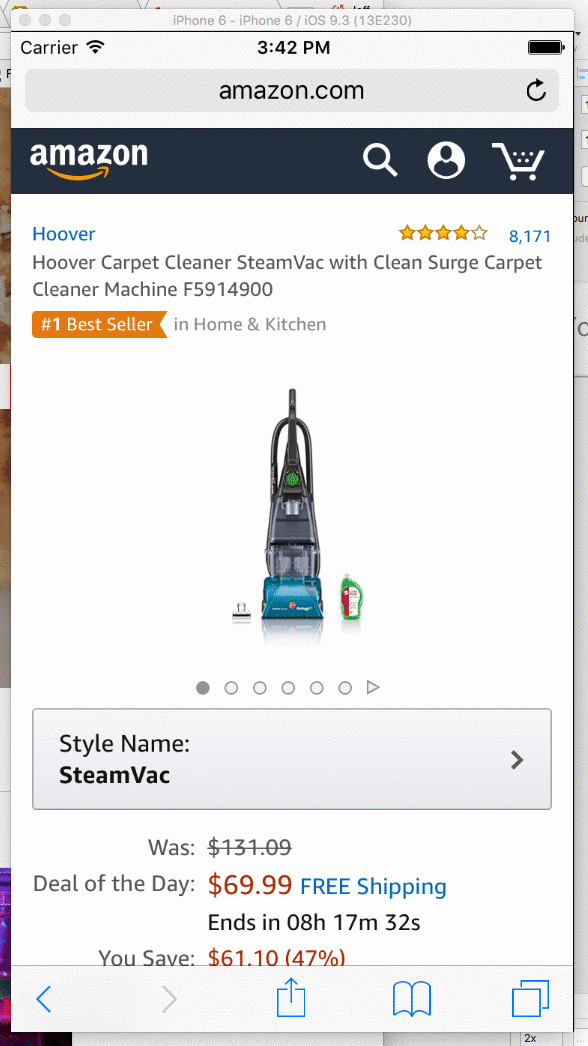 iPhone 6 - iPhone 6 / iOS 9.3 (13E230)
Carrier 3:42 PM
amazon.com
amazon
Hoover 8,171
Hoover Carpet Cleaner SteamVac with Clean Surge Carpet
Cleaner Machine F5914900
#1 Best Seller in Home & Kitchen
Style Name:
SteamVac
Was: $131.09
Deal of the Day: $69.99 FREE Shipping
Ends in 08h 17m 32s
You Save: $61.10 (47%)
2x